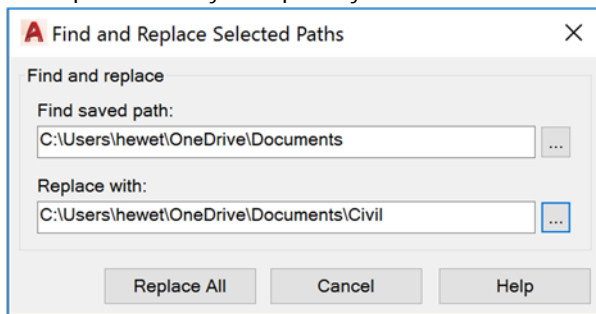 Find and Replace Selected Paths
Find and replace
Find saved path:
C:\Users\hewet\OneDrive\Documents
...
Replace with:
C:\Users\hewet\OneDrive\Documents\Civil
...
Replace All Cancel Help